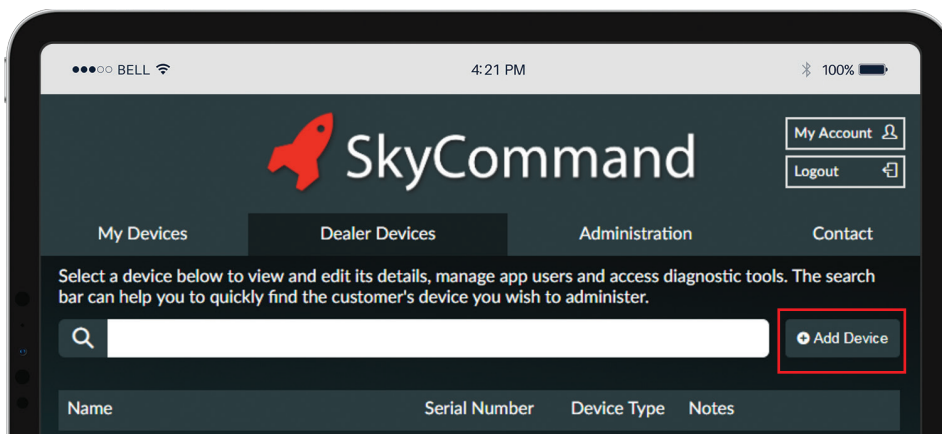 BELL 4:21 PM 100%
SkyCommand
My Account
Logout
My Devices Dealer Devices Administration Contact
Select a device below to view and edit its details, manage app users and access diagnostic tools. The search
bar can help you to quickly find the customer's device you wish to administer.
Add Device
Name Serial Number Device Type Notes